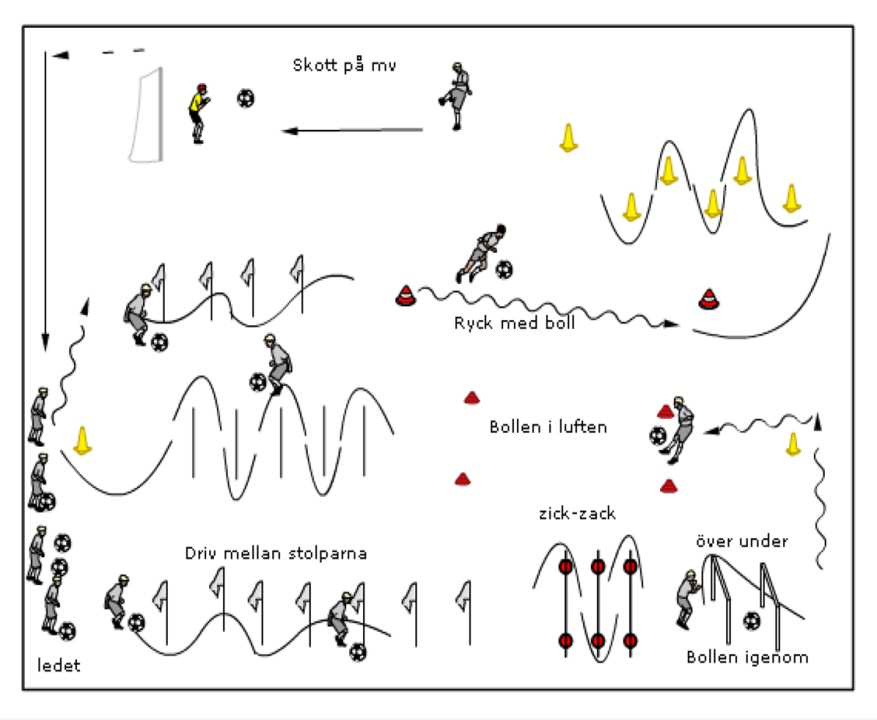 Skott på mv
Ryck med boll
Bollen i luften
zick-zack
över under
Driv mellan stolparna
Bollen igenom
ledet